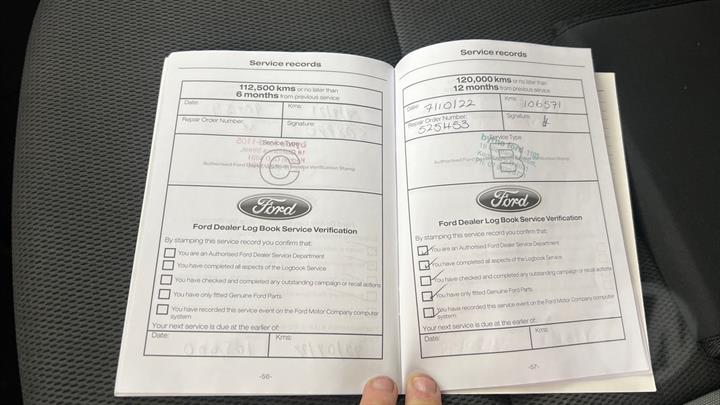 Service records
112,500 kms or no later than
6 months from previous service
Date:
Kms:
Repair Order Number:
Signature:
Service Type
C
Authorised Ford Dealer Service Verification Stamp
Ford
Ford Dealer Log Book Service Verification
By stamping this service record you confirm that:
You are an Authorised Ford Dealer Service Department
You have completed all aspects of the Logbook Service
You have checked and completed any outstanding campaign or recall actions
You have only fitted Genuine Ford Parts
You have recorded this service event on the Ford Motor Company computer
system
Your next service is due at the earlier of:
Date:
Kms:
-56-
Service records
120,000 kms or no later than
12 months from previous service
Date: 7/10/22
Kms: 106571
Repair Order Number:
525453
Signature:
Service Type
B
Authorised Ford Dealer Service Verification Stamp
Ford
Ford Dealer Log Book Service Verification
By stamping this service record you confirm that:
You are an Authorised Ford Dealer Service Department
You have completed all aspects of the Logbook Service
You have checked and completed any outstanding campaign or recall actions
You have only fitted Genuine Ford Parts
You have recorded this service event on the Ford Motor Company computer
system
Your next service is due at the earlier of:
Date:
Kms:
-57-